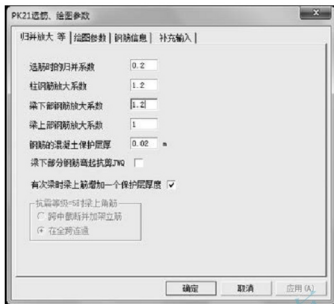 PK21选筋、绘图参数
归并放大 等 绘图参数 钢筋信息 补充输入
选筋时的归并系数 0.2
柱钢筋放大系数 1.2
梁下部钢筋放大系数 1.2
梁上部钢筋放大系数 1
钢筋的混凝土保护层厚 0.02 m
梁下部分钢筋弯起抗剪JWQ
有次梁时梁上筋增加一个保护层厚度
抗震等级=5时梁上角筋
跨中截断并加架立筋
在全跨连通
确定 取消 应用(A)